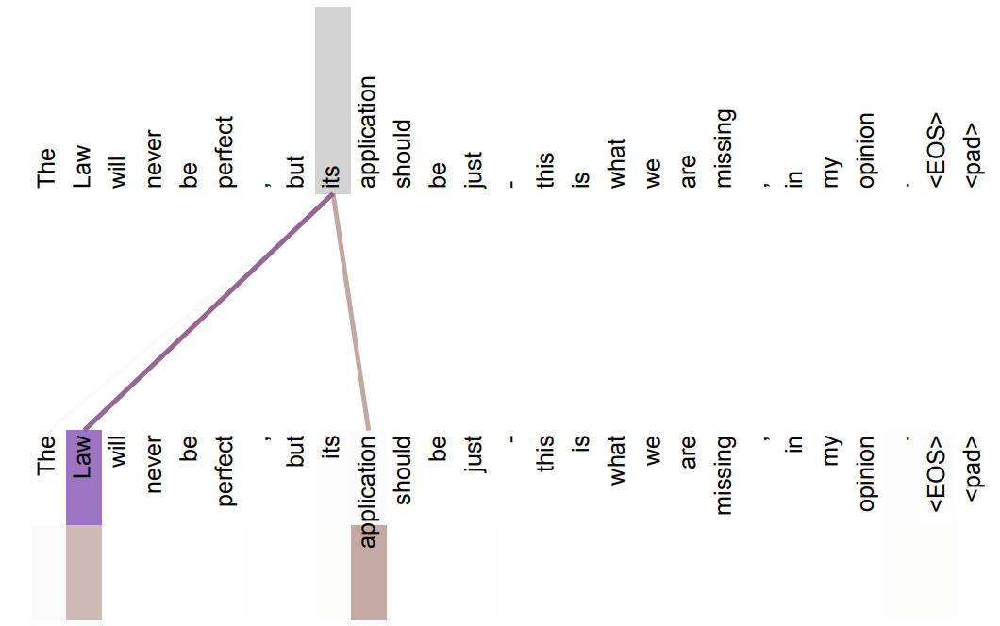 The Law will never be perfect , but its application should be just - this is what we are missing , in my opinion . <EOS> <pad>
The Law will never be perfect , but its application should be just - this is what we are missing , in my opinion . <EOS> <pad>